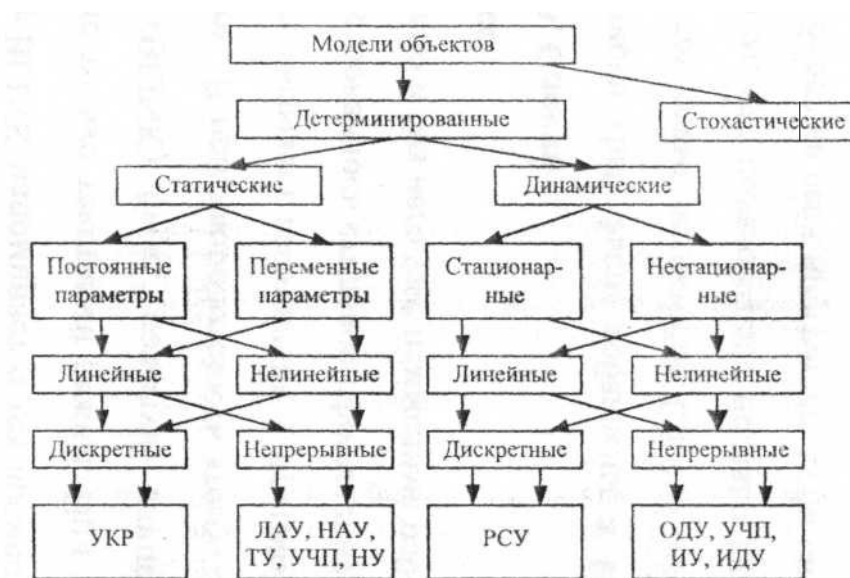 Модели объектов
Детерминированные
Стохастические
Статические
Динамические
Постоянные
параметры
Переменные
параметры
Стационар-
ные
Нестационар-
ные
Линейные
Нелинейные
Линейные
Нелинейные
Дискретные
Непрерывные
Дискретные
Непрерывные
УКР
ЛАУ, НАУ,
ТУ, УЧП, НУ
РСУ
ОДУ, УЧП,
ИУ, ИДУ